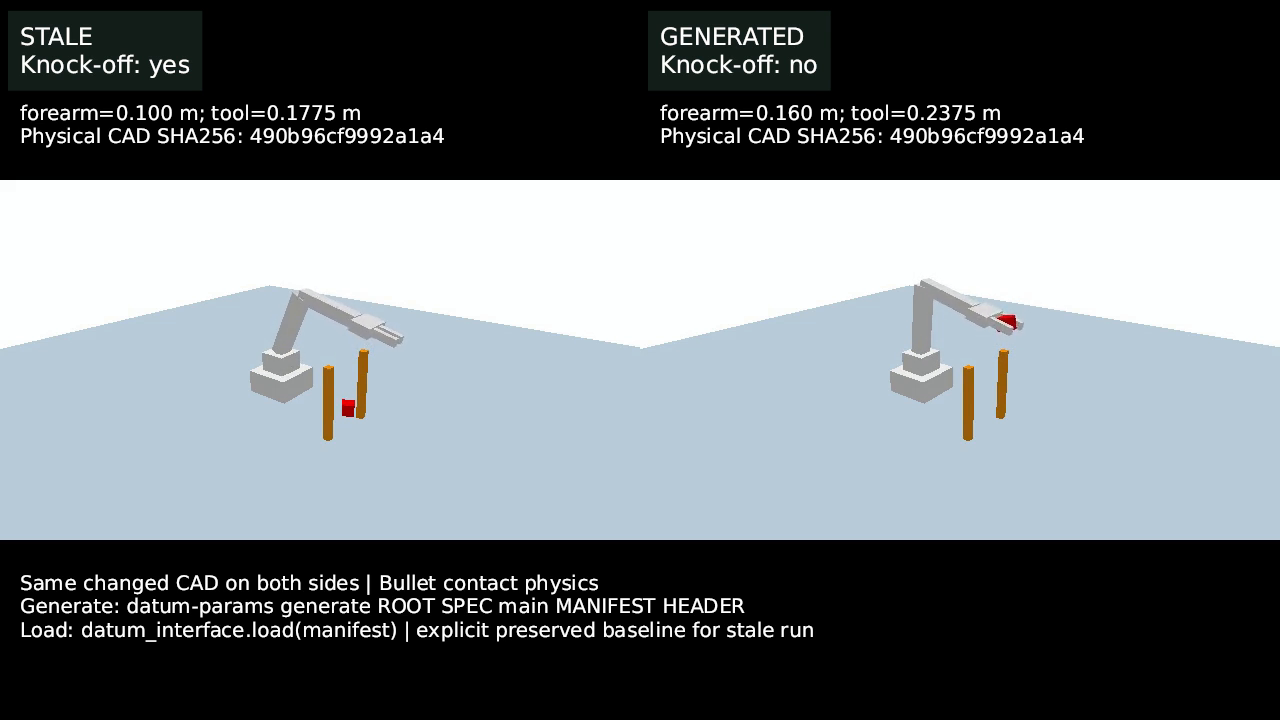 STALE
Knock-off: yes
forearm=0.100 m; tool=0.1775 m
Physical CAD SHA256: 490b96cf9992a1a4
GENERATED
Knock-off: no
forearm=0.160 m; tool=0.2375 m
Physical CAD SHA256: 490b96cf9992a1a4
Same changed CAD on both sides | Bullet contact physics
Generate: datum-params generate ROOT SPEC main MANIFEST HEADER
Load: datum_interface.load(manifest) | explicit preserved baseline for stale run